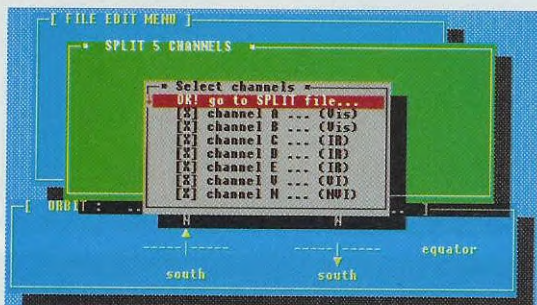 [ FILE EDIT MENU ]
SPLIT 5 CHANNELS
Select channels
OK! go to SPLIT file...
[X] channel A ... (Vis)
[X] channel B ... (Vis)
[X] channel C ... (IR)
[X] channel D ... (IR)
[X] channel E ... (IR)
[X] channel V ... (VI)
[X] channel N ... (NVI)
[ ORBIT : .. .. ]
N
equator
south south